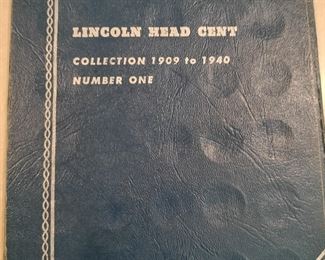 LINCOLN HEAD CENT
COLLECTION 1909 to 1940
NUMBER ONE